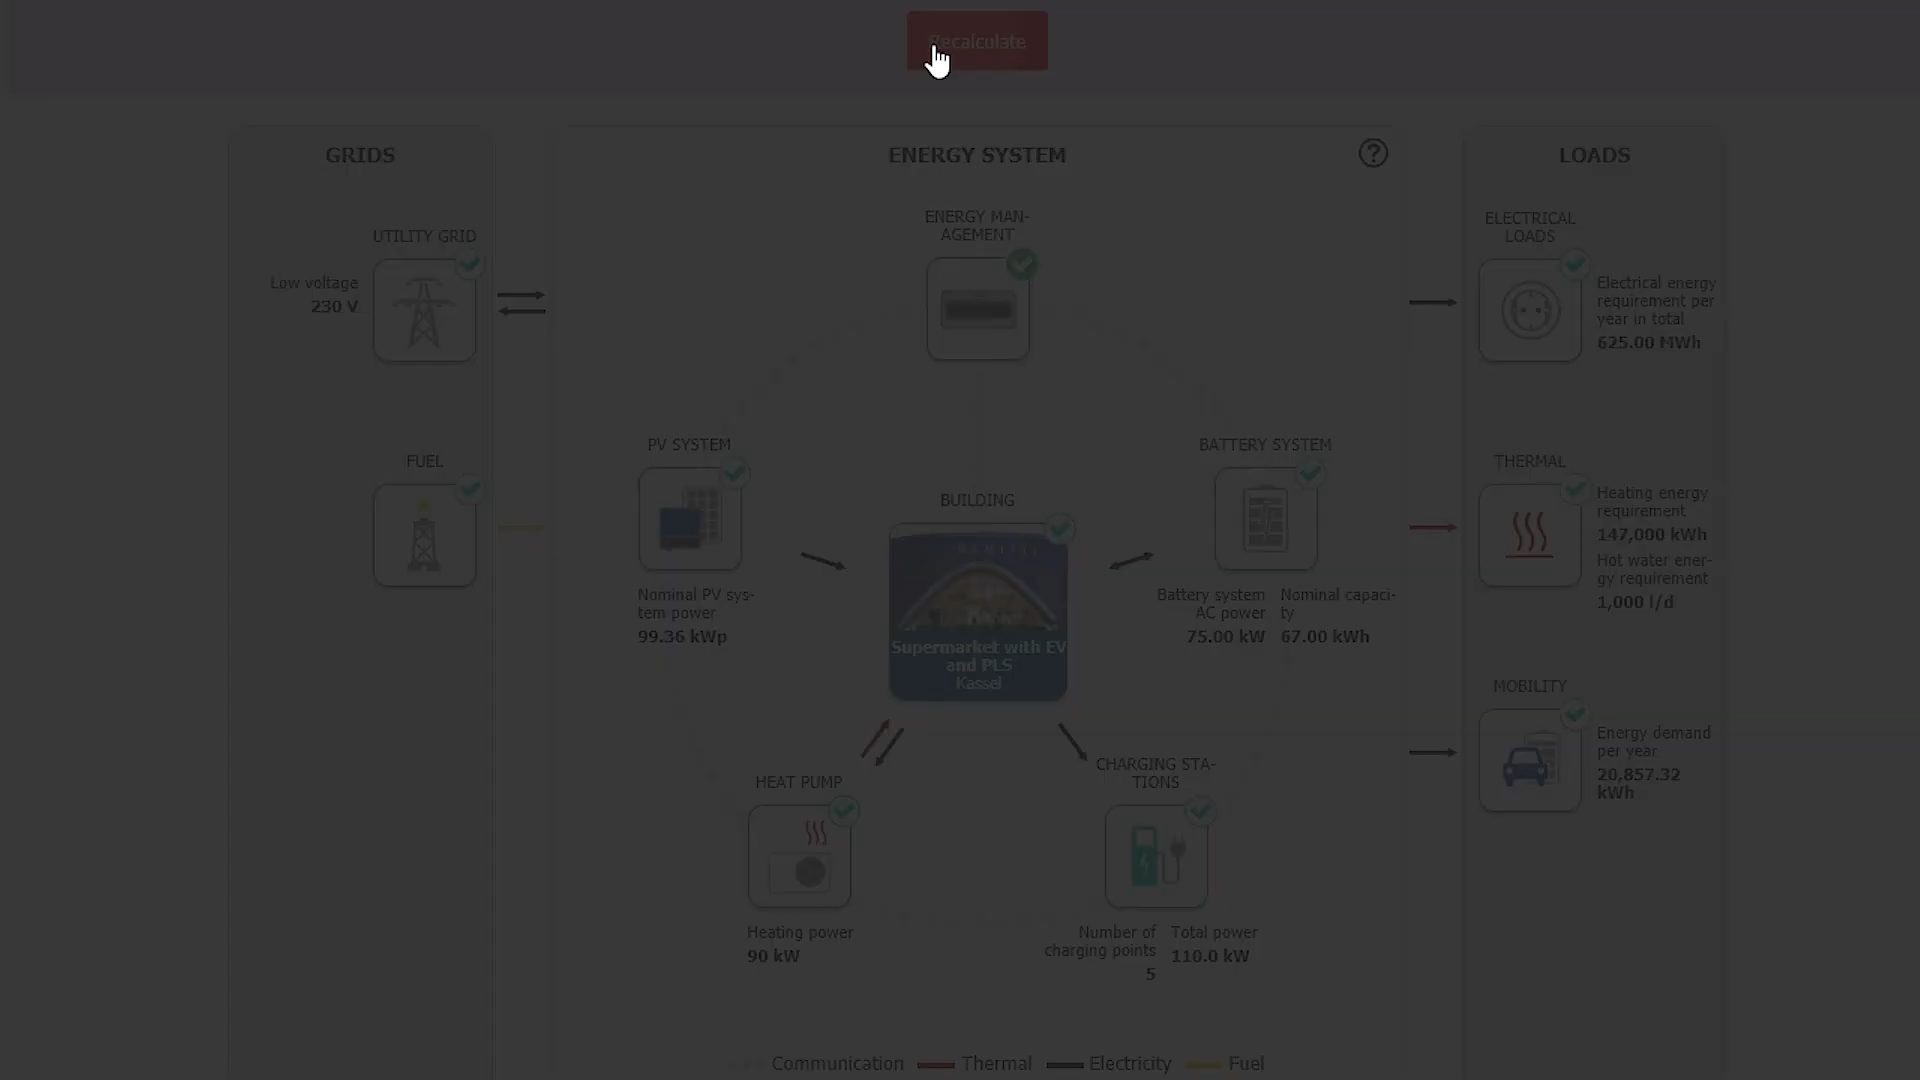 Recalculate
GRIDS
UTILITY GRID
Low voltage
230 V
FUEL
ENERGY SYSTEM
?
ENERGY MAN-
AGEMENT
PV SYSTEM
Nominal PV sys-
tem power
99.36 kWp
BUILDING
Supermarket with EV
and PLS
Kassel
BATTERY SYSTEM
Battery system
AC power
75.00 kW
Nominal capaci-
ty
67.00 kWh
HEAT PUMP
Heating power
90 kW
CHARGING STA-
TIONS
Number of
charging points
5
Total power
110.0 kW
LOADS
ELECTRICAL
LOADS
Electrical energy
requirement per
year in total
625.00 MWh
THERMAL
Heating energy
requirement
147,000 kWh
Hot water ener-
gy requirement
1,000 l/d
MOBILITY
Energy demand
per year
20,857.32
kWh
Communication
Thermal
Electricity
Fuel